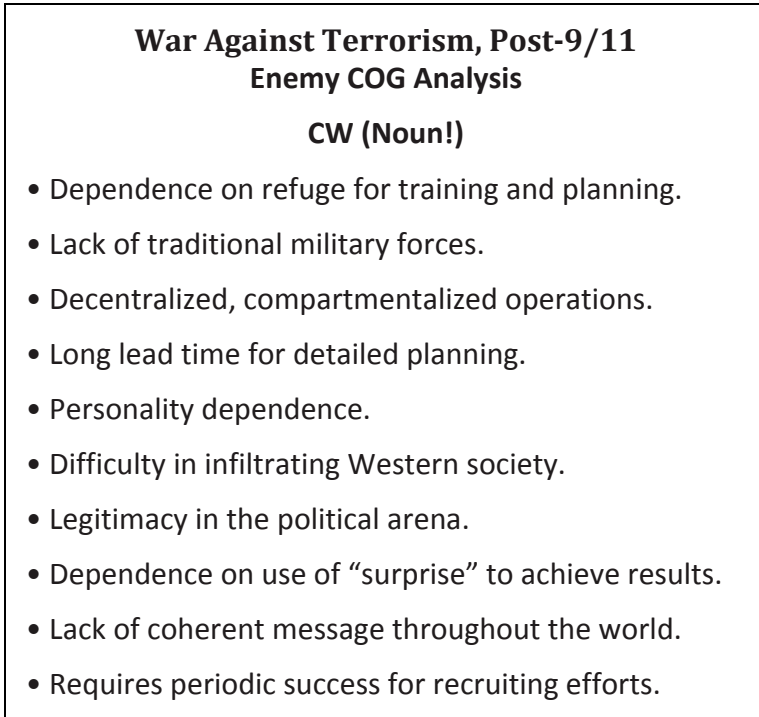 War Against Terrorism, Post-9/11
Enemy COG Analysis
CW (Noun!)
• Dependence on refuge for training and planning.
• Lack of traditional military forces.
• Decentralized, compartmentalized operations.
• Long lead time for detailed planning.
• Personality dependence.
• Difficulty in infiltrating Western society.
• Legitimacy in the political arena.
• Dependence on use of “surprise” to achieve results.
• Lack of coherent message throughout the world.
• Requires periodic success for recruiting efforts.